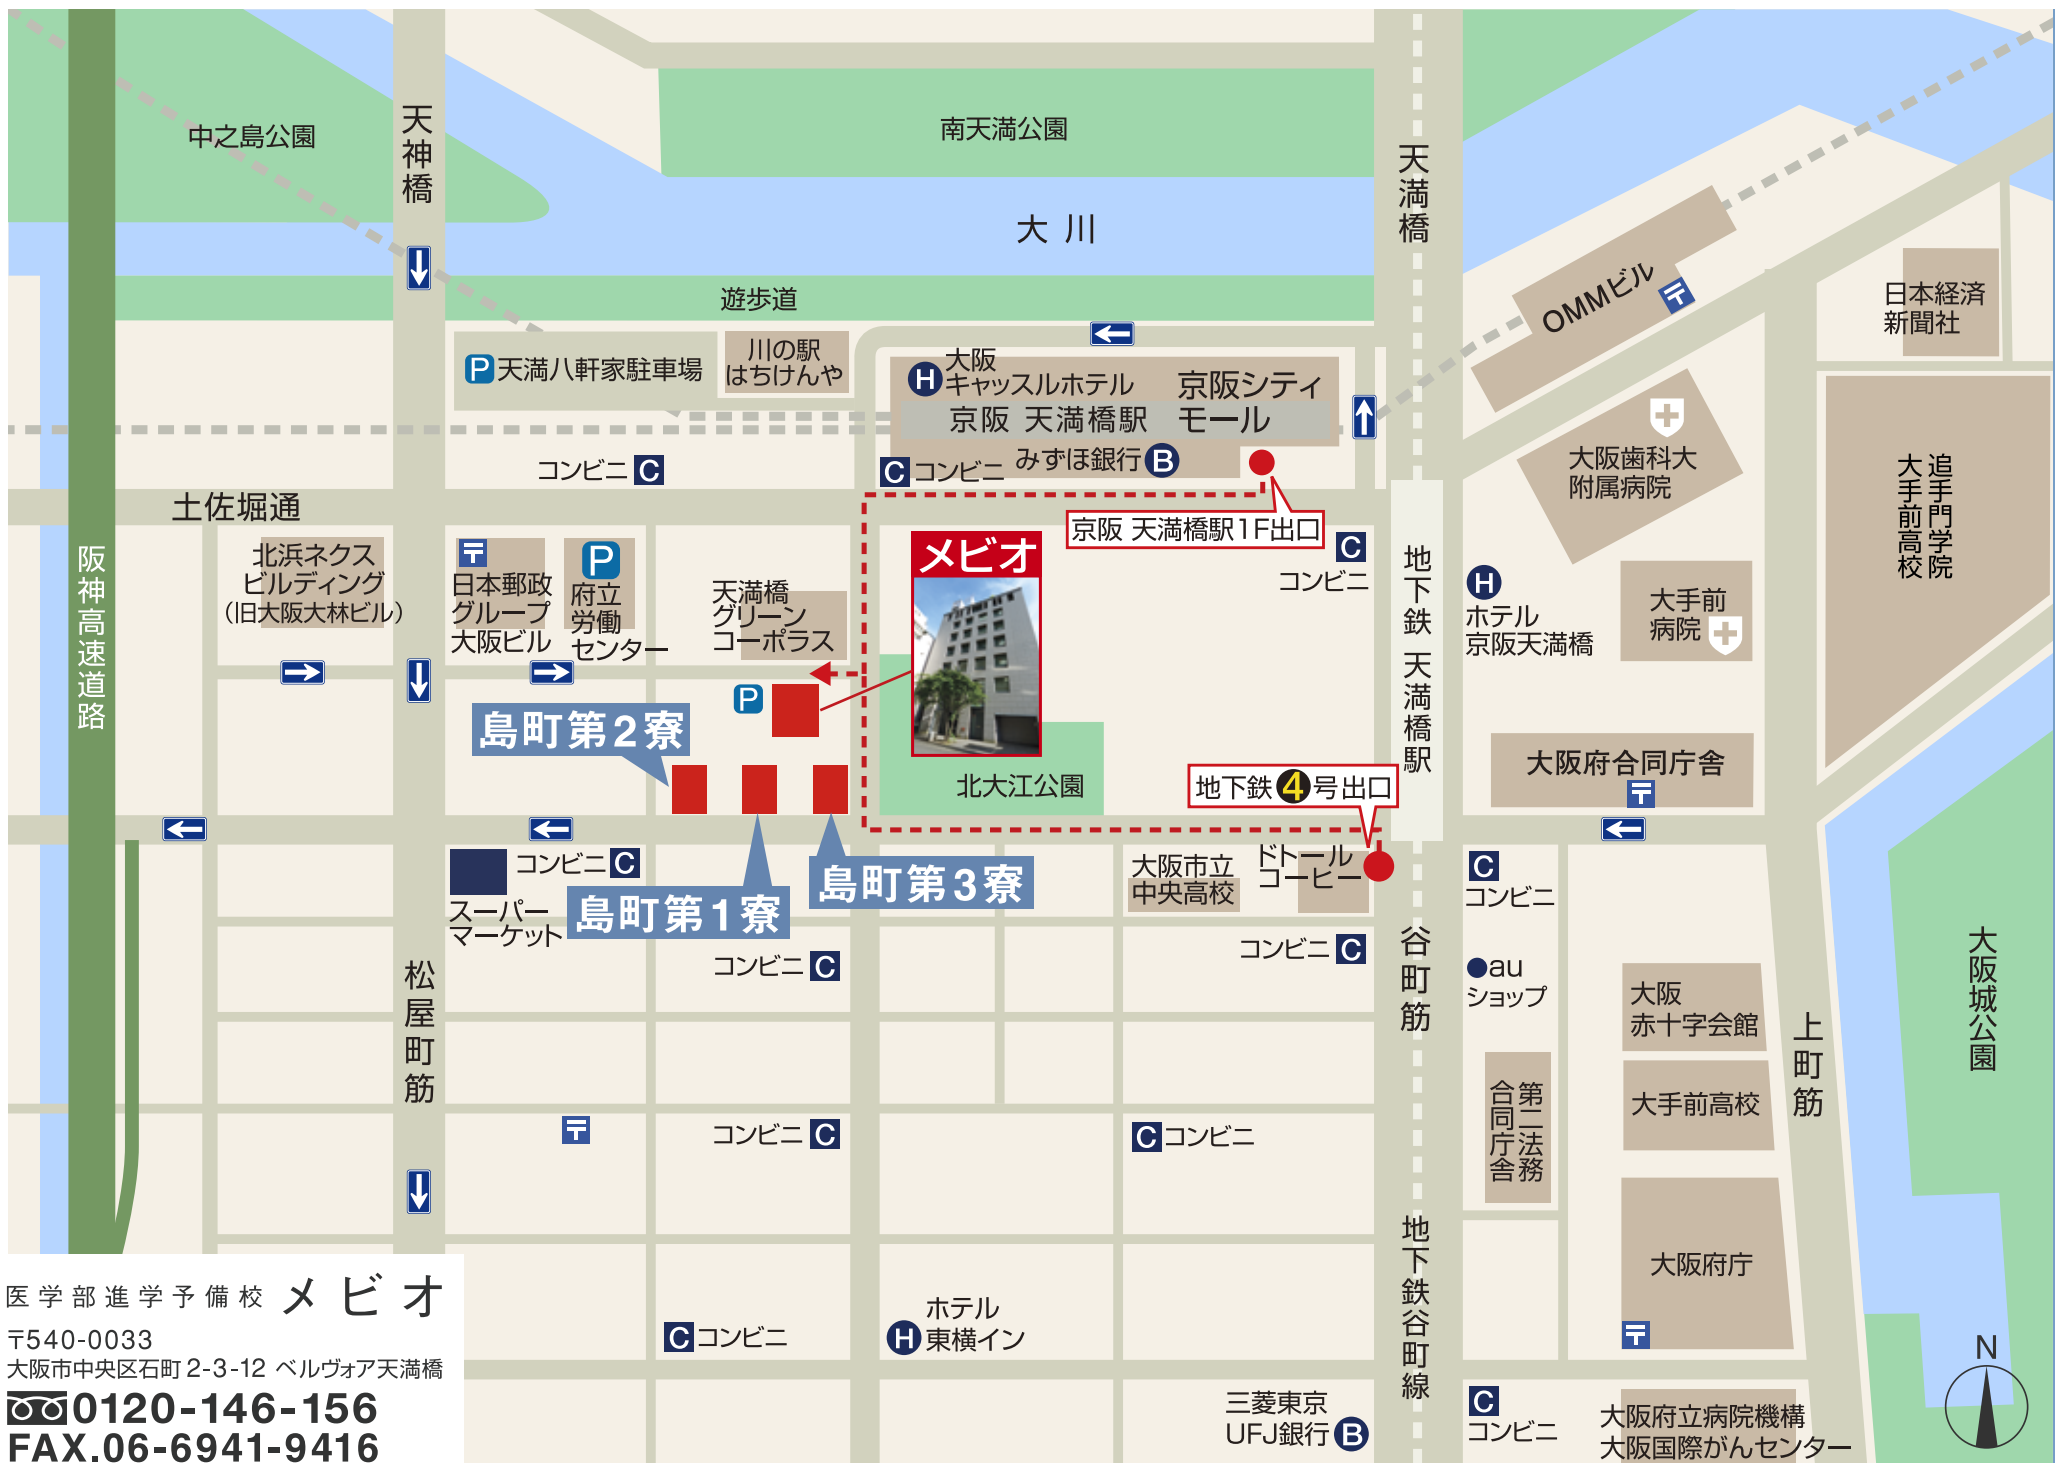 中之島公園
天神橋
南天満公園
天満橋
大川
遊歩道
OMMビル
〒
日本経済
新聞社
P 天満八軒家駐車場
川の駅
はちけんや
H 大阪
キャッスルホテル
京阪シティ
モール
京阪 天満橋駅
みずほ銀行 B
コンビニ C
C コンビニ
大阪歯科大
附属病院
追手門学院
大手前高校
土佐堀通
京阪 天満橋駅1F出口
阪神高速道路
北浜ネクス
ビルディング
（旧大阪大林ビル）
〒
日本郵政
グループ
大阪ビル
P
府立
労働
センター
天満橋
グリーン
コーポラス
メビオ
C
コンビニ
地下鉄 天満橋駅
H
ホテル
京阪天満橋
大手前
病院
P
島町第2寮
北大江公園
地下鉄4号出口
大阪府合同庁舎
〒
コンビニ C
スーパー
マーケット
島町第1寮
島町第3寮
大阪市立
中央高校
ドトール
コーヒー
C
コンビニ
コンビニ C
コンビニ C
谷町筋
au
ショップ
松屋町筋
大阪
赤十字会館
上町筋
大阪城公園
〒
コンビニ C
C コンビニ
第二法務
合同庁舎
大手前高校
地下鉄谷町線
大阪府庁
〒
C コンビニ
H ホテル
東横イン
三菱東京
UFJ銀行 B
C
コンビニ
大阪府立病院機構
大阪国際がんセンター
N
医学部進学予備校 メビオ
〒540-0033
大阪市中央区石町2-3-12 ベルヴォア天満橋
0120-146-156
FAX.06-6941-9416